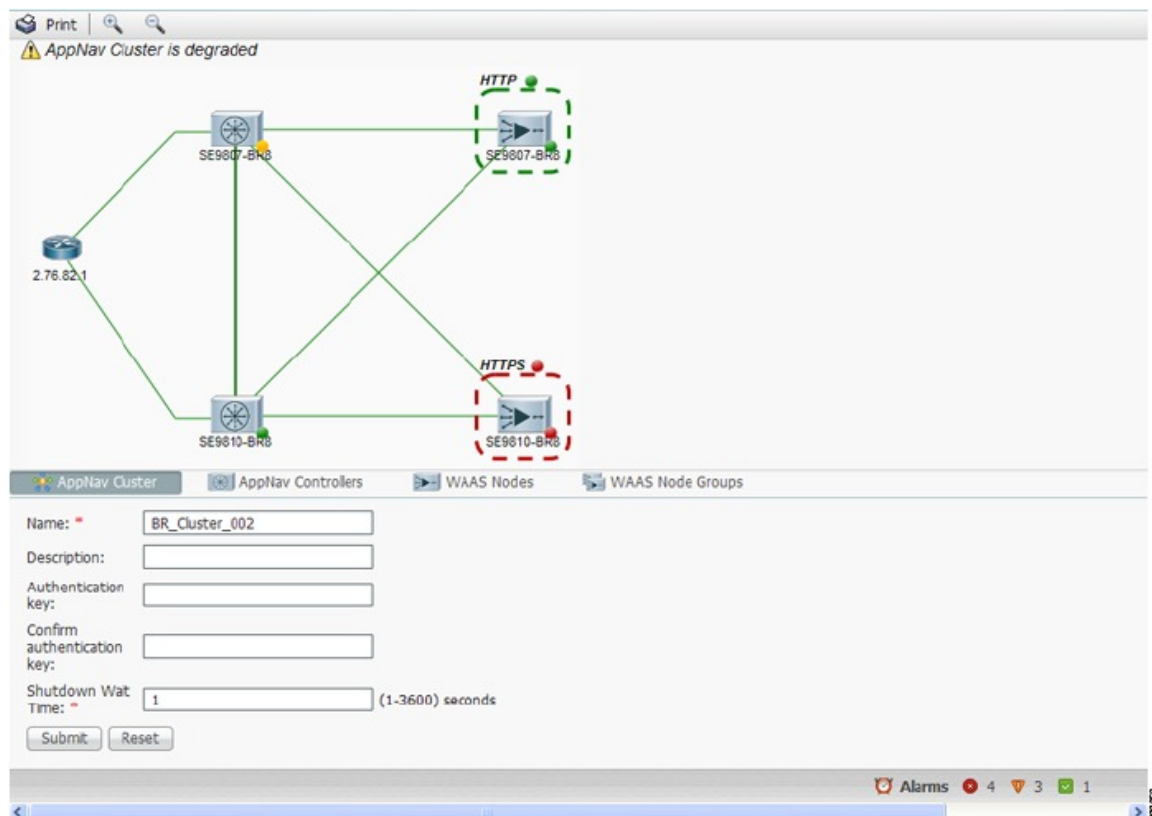 Print
AppNav Cluster is degraded
HTTP
SE9807-BR8
SE9807-BR8
2.76.82.1
HTTPS
SE9810-BR8
SE9810-BR8
AppNav Cluster
AppNav Controllers
WAAS Nodes
WAAS Node Groups
Name: *
BR_Cluster_002
Description:
Authentication
key:
Confirm
authentication
key:
Shutdown Wait
Time: *
1
(1-3600) seconds
Submit
Reset
Alarms 4 3 1